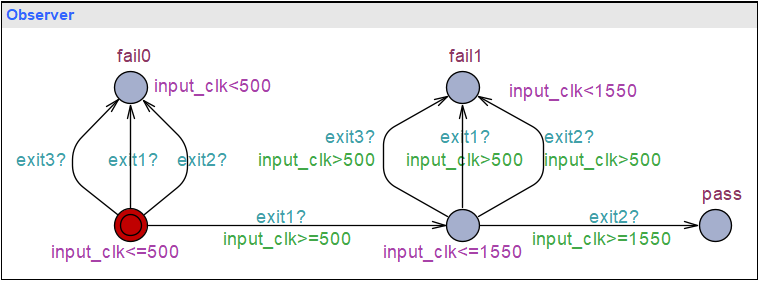 Observer
fail0
fail1
input_clk<500
input_clk<1550
exit3?
exit1?
exit2?
exit3?
input_clk>500
exit1?
input_clk>500
exit2?
input_clk>500
pass
exit1?
input_clk>=500
exit2?
input_clk>=1550
input_clk<=500
input_clk<=1550